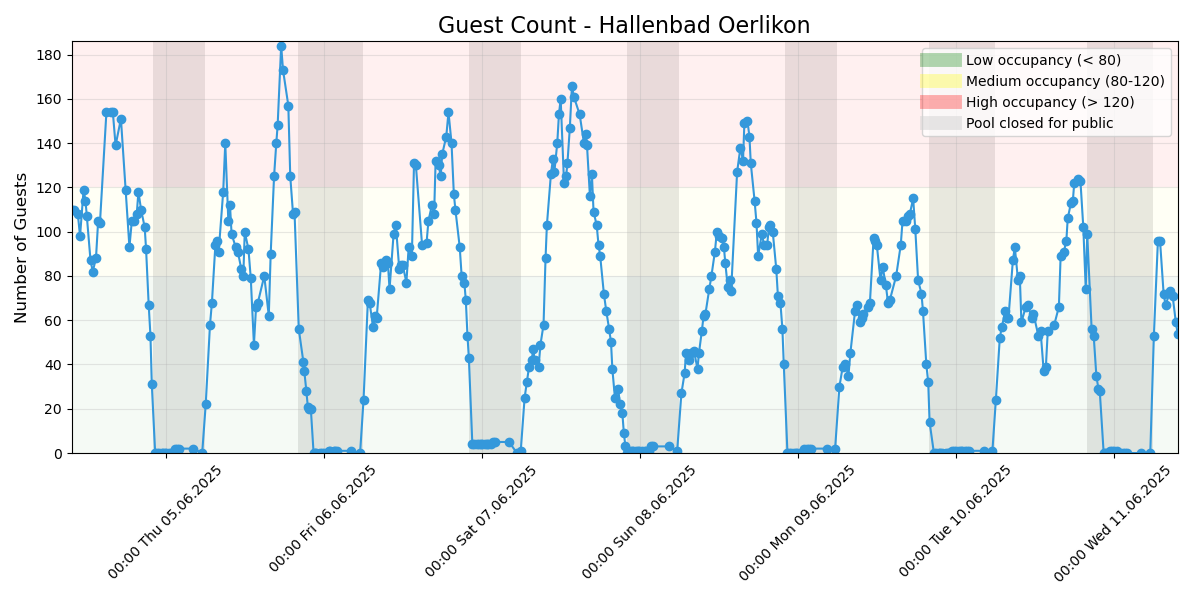 Guest Count - Hallenbad Oerlikon
Number of Guests
180
160
140
120
100
80
60
40
20
0
Low occupancy (< 80)
Medium occupancy (80-120)
High occupancy (> 120)
Pool closed for public
00:00 Thu 05.06.2025
00:00 Fri 06.06.2025
00:00 Sat 07.06.2025
00:00 Sun 08.06.2025
00:00 Mon 09.06.2025
00:00 Tue 10.06.2025
00:00 Wed 11.06.2025